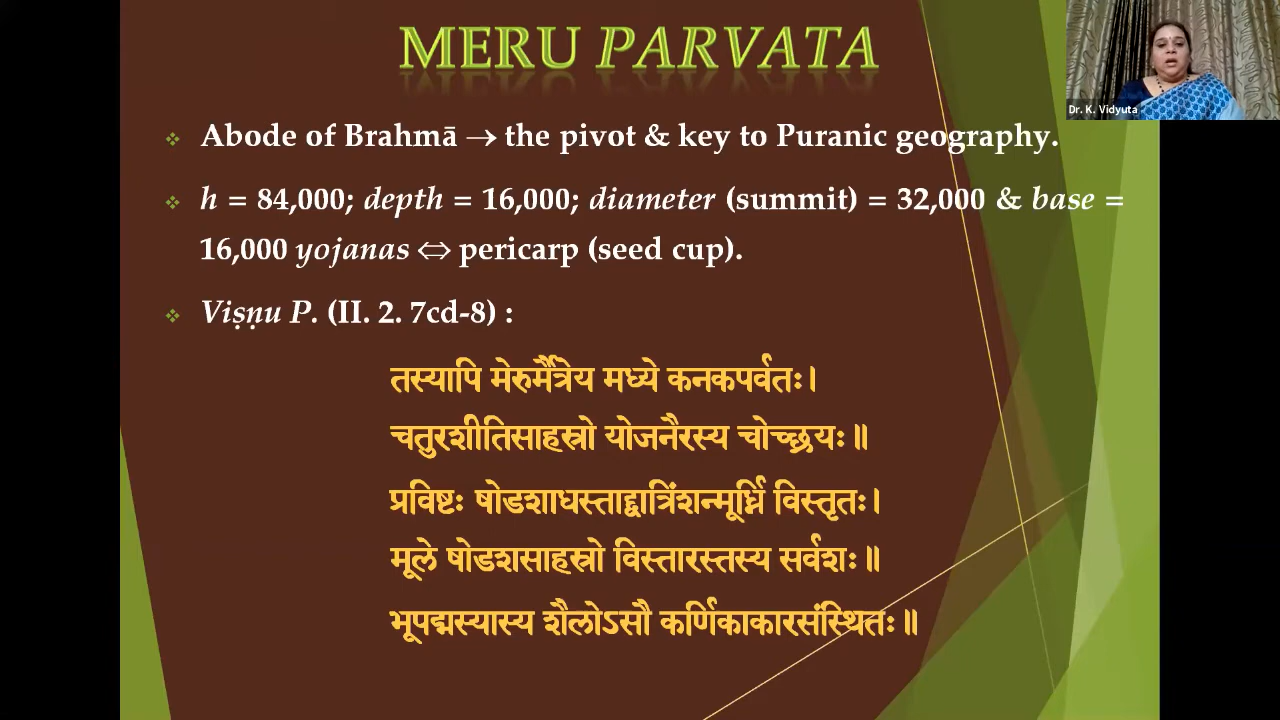 MERU PARVATA
Dr. K. Vidyuta
❖ Abode of Brahmā → the pivot & key to Puranic geography.
❖ h = 84,000; depth = 16,000; diameter (summit) = 32,000 & base =
16,000 yojanas ⇔ pericarp (seed cup).
❖ Viṣṇu P. (II. 2. 7cd-8) :
तस्यापि मेरुर्मैत्रेय मध्ये कनकपर्वतः।
चतुरशीतिसाहस्रो योजनैरस्य चोच्छ्रयः॥
प्रविष्टः षोडशाधस्ताद्द्वात्रिंशन्मूर्ध्नि विस्तृतः।
मूले षोडशसाहस्रो विस्तारस्तस्य सर्वशः॥
भूपद्मस्यास्य शैलोऽसौ कर्णिकाकारसंस्थितः॥